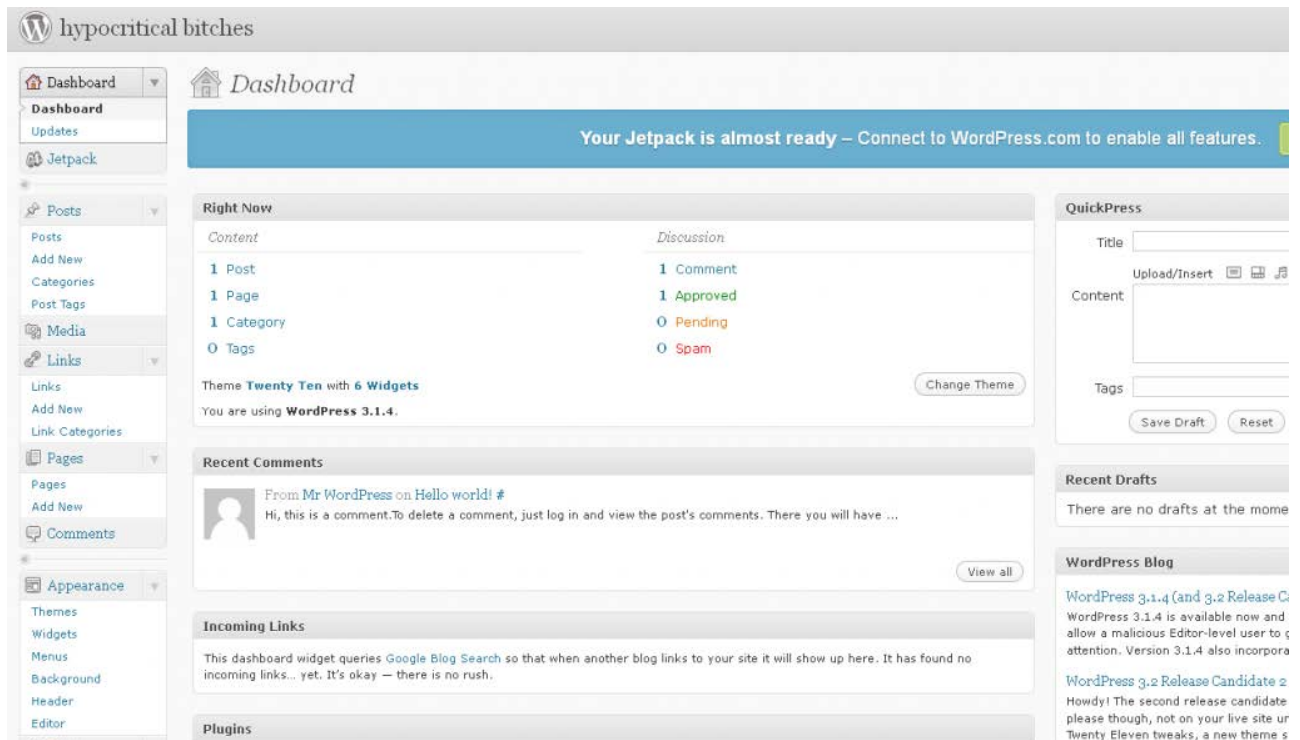 hypocritical bitches
Dashboard
Dashboard
Updates
Jetpack
Posts
Posts
Add New
Categories
Post Tags
Media
Links
Links
Add New
Link Categories
Pages
Pages
Add New
Comments
Appearance
Themes
Widgets
Menus
Background
Header
Editor
Dashboard
Your Jetpack is almost ready – Connect to WordPress.com to enable all features.
Right Now
Content
1 Post
1 Page
1 Category
0 Tags
Discussion
1 Comment
1 Approved
0 Pending
0 Spam
Theme Twenty Ten with 6 Widgets
Change Theme
You are using WordPress 3.1.4.
Recent Comments
From Mr WordPress on Hello world! #
Hi, this is a comment.To delete a comment, just log in and view the post's comments. There you will have ...
View all
Incoming Links
This dashboard widget queries Google Blog Search so that when another blog links to your site it will show up here. It has found no
incoming links... yet. It's okay — there is no rush.
Plugins
QuickPress
Title
Upload/Insert
Content
Tags
Save Draft
Reset
Recent Drafts
There are no drafts at the
WordPress Blog
WordPress 3.1.4 (and 3.2 Release
WordPress 3.1.4 is available now and
allow a malicious Editor-level user to
attention. Version 3.1.4 also
WordPress 3.2 Release Candidate 2
Howdy! The second release candidate
please though, not on your live site
Twenty Eleven tweaks, a new theme